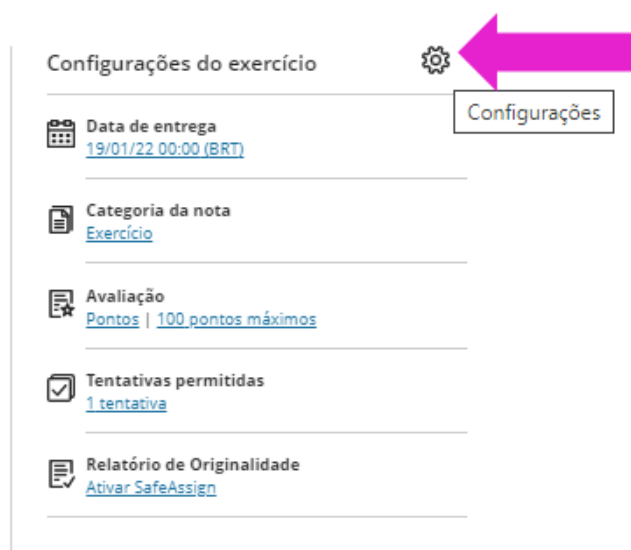 Configurações do exercício
Configurações
Data de entrega
19/01/22 00:00 (BRT)
Categoria da nota
Exercício
Avaliação
Pontos | 100 pontos máximos
Tentativas permitidas
1 tentativa
Relatório de Originalidade
Ativar SafeAssign